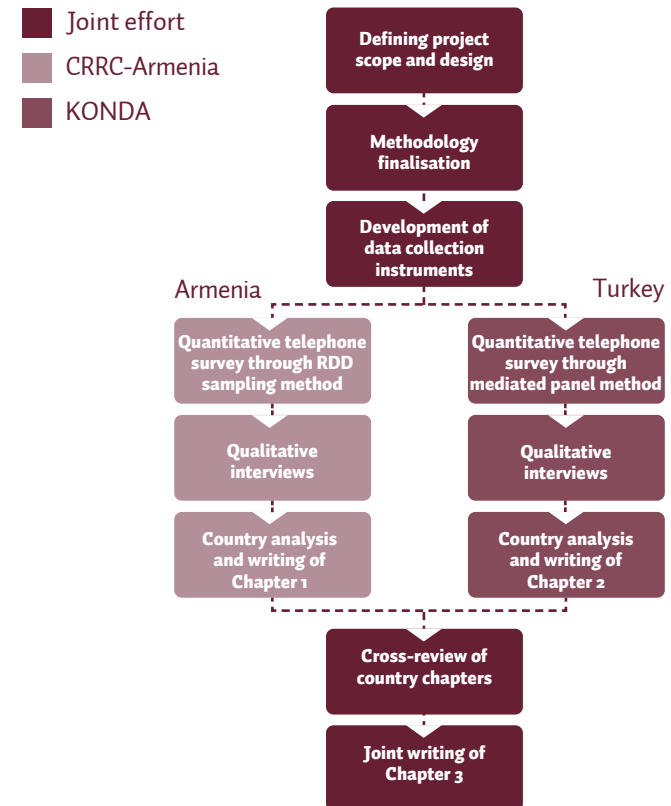 Joint effort
CRRC-Armenia
KONDA
Defining project
scope and design
Methodology
finalisation
Development of
data collection
instruments
Armenia
Turkey
Quantitative telephone
survey through RDD
sampling method
Quantitative telephone
survey through
mediated panel method
Qualitative
interviews
Qualitative
interviews
Country analysis
and writing of
Chapter 1
Country analysis
and writing of
Chapter 2
Cross-review of
country chapters
Joint writing of
Chapter 3